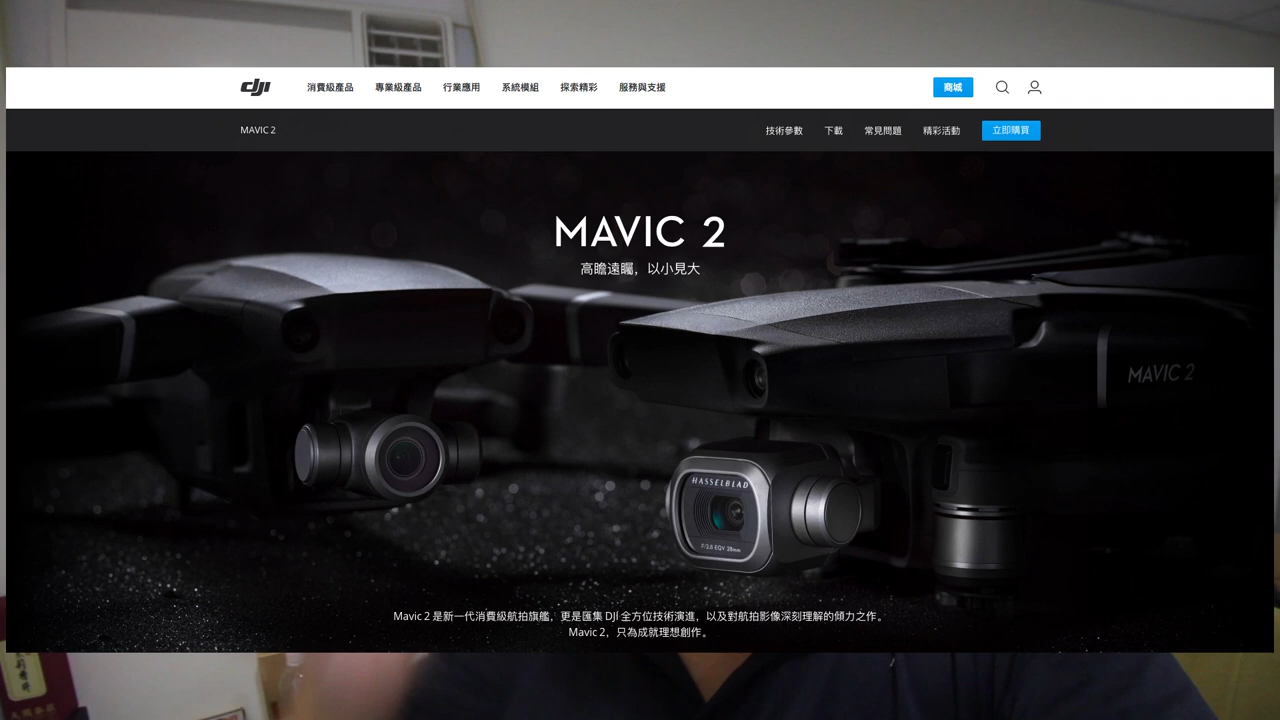 dji
消費級產品 專業級產品 行業應用 系統模組 探索精彩 服務與支援 商城
MAVIC 2 技術參數 下載 常見問題 精彩活動 立即購買
MAVIC 2
高瞻遠矚，以小見大
MAVIC 2
HASSELBLAD
F/2.8 EQV 28mm
Mavic 2 是新一代消費級航拍旗艦，更是匯集 DJI 全方位技術演進，以及對航拍影像深刻理解的傾力之作。
Mavic 2，只為成就理想創作。